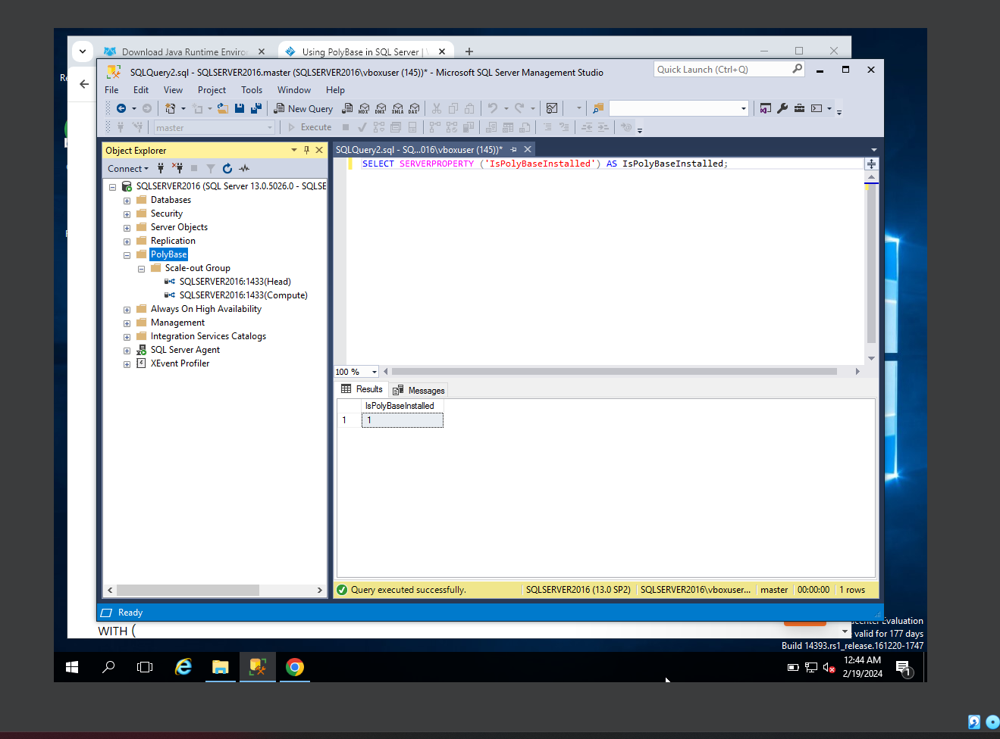 Download Java Runtime Enviro
Using PolyBase in SQL Server |
SQLQuery2.sql - SQLSERVER2016.master (SQLSERVER2016\vboxuser (145))* - Microsoft SQL Server Management Studio
Quick Launch (Ctrl+Q)
File Edit View Project Tools Window Help
New Query
MDX DMX XMLA DAX
master
Execute
Object Explorer
Connect
SQLSERVER2016 (SQL Server 13.0.5026.0 - SQLSE
Databases
Security
Server Objects
Replication
PolyBase
Scale-out Group
SQLSERVER2016:1433(Head)
SQLSERVER2016:1433(Compute)
Always On High Availability
Management
Integration Services Catalogs
SQL Server Agent
XEvent Profiler
SQLQuery2.sql - SQ...016\vboxuser (145))*
SELECT SERVERPROPERTY ('IsPolyBaseInstalled') AS IsPolyBaseInstalled;
100 %
Results Messages
IsPolyBaseInstalled
1 1
Query executed successfully. SQLSERVER2016 (13.0 SP2) SQLSERVER2016\vboxuser... master 00:00:00 1 rows
Ready
WITH (
Evaluation
valid for 177 days
Build 14393.rs1_release.161220-1747
12:44 AM
2/19/2024
1